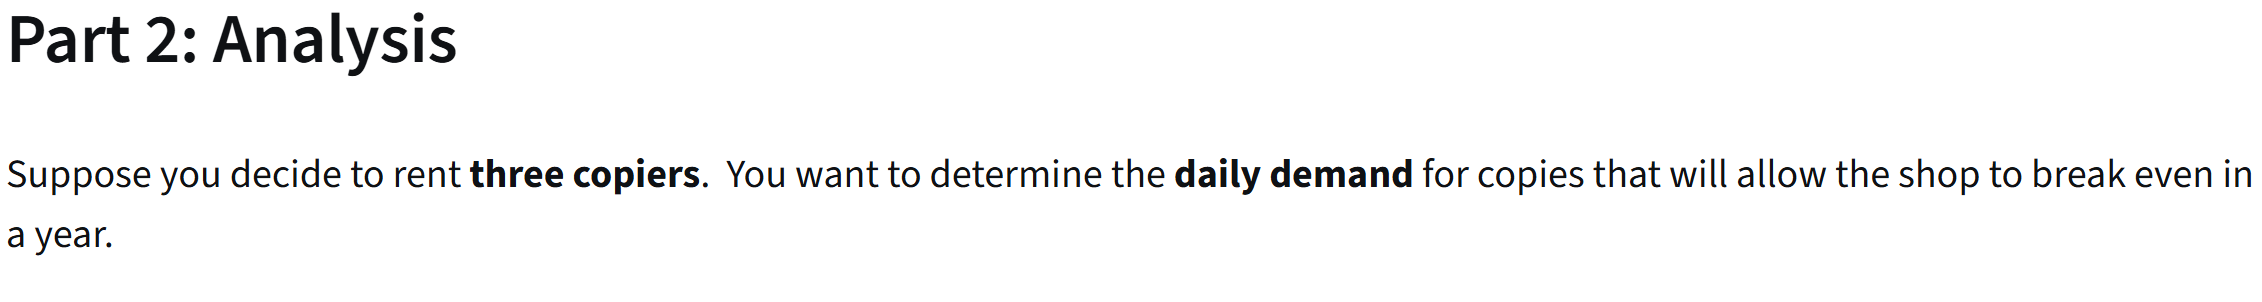 Part 2: Analysis
Suppose you decide to rent three copiers.  You want to determine the daily demand for copies that will allow the shop to break even in
a year.